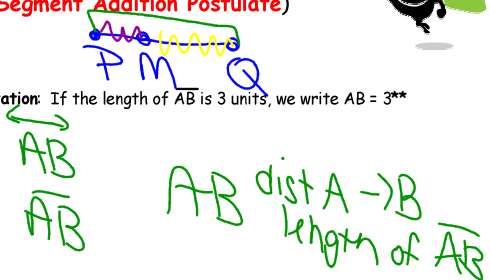 Segment Addition Postulate)
P M Q
ation: If the length of AB is 3 units, we write AB = 3**
AB
AB
AB dist A → B
length of AB